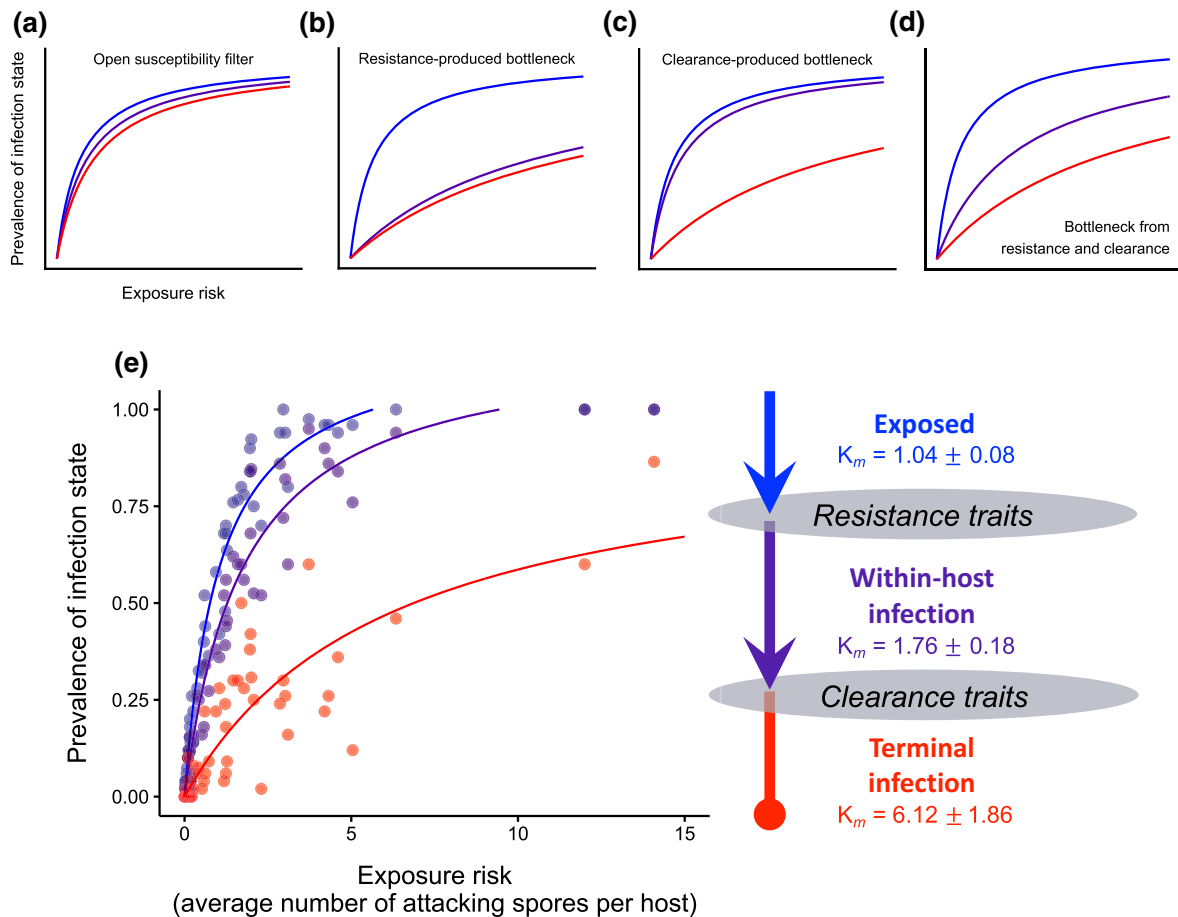 (a)
Open susceptibility filter
(b)
Resistance-produced bottleneck
(c)
Clearance-produced bottleneck
(d)
Bottleneck from
resistance and clearance
Prevalence of infection state
Exposure risk
(e)
1.00
0.75
0.50
0.25
0.00
0
5
10
15
Prevalence of infection state
Exposure risk
(average number of attacking spores per host)
Exposed
Km = 1.04 ± 0.08
Resistance traits
Within-host
infection
Km = 1.76 ± 0.18
Clearance traits
Terminal
infection
Km = 6.12 ± 1.86